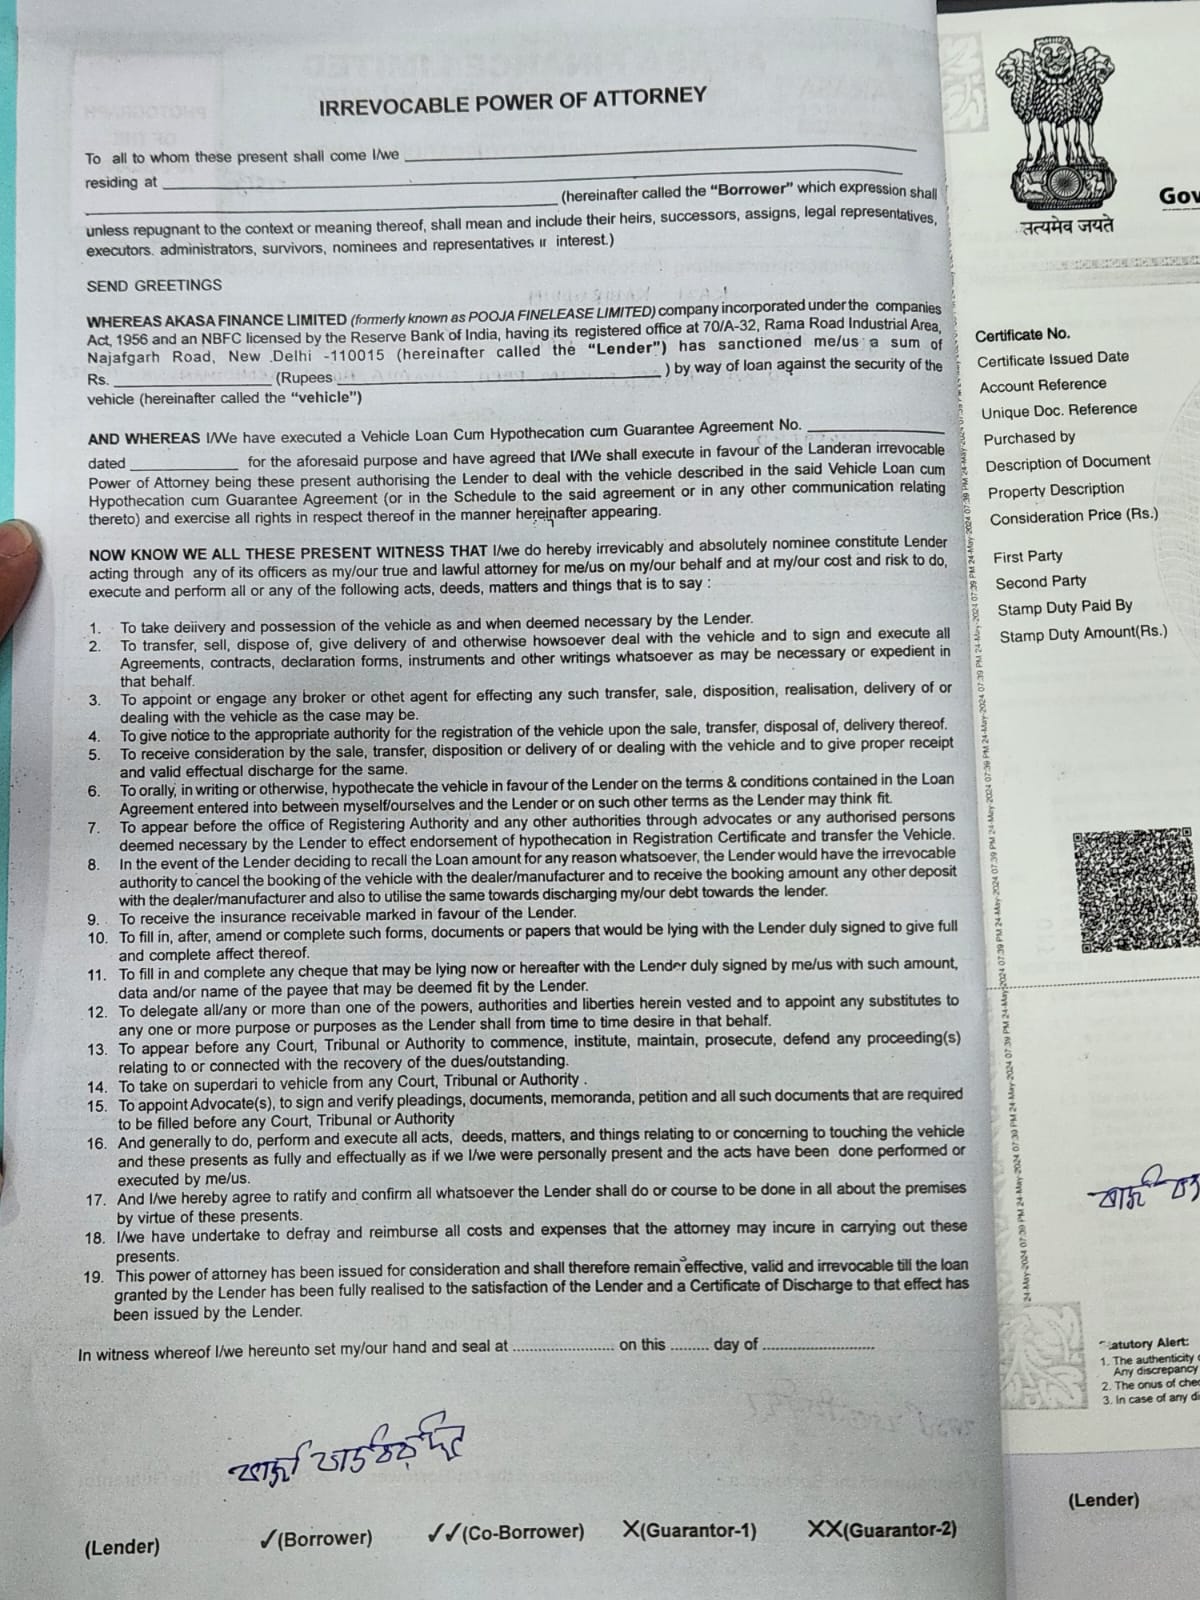 IRREVOCABLE POWER OF ATTORNEY
To all to whom these present shall come I/we
residing at
(hereinafter called the “Borrower” which expression shall
unless repugnant to the context or meaning thereof, shall mean and include their heirs, successors, assigns, legal representatives,
executors. administrators, survivors, nominees and representatives ir interest.)
SEND GREETINGS
WHEREAS AKASA FINANCE LIMITED (formerly known as POOJA FINELEASE LIMITED) company incorporated under the companies
Act, 1956 and an NBFC licensed by the Reserve Bank of India, having its registered office at 70/A-32, Rama Road Industrial Area,
Najafgarh Road, New Delhi -110015 (hereinafter called the “Lender”) has sanctioned me/us a sum of
Rs. (Rupees ) by way of loan against the security of the
vehicle (hereinafter called the “vehicle”)
AND WHEREAS I/We have executed a Vehicle Loan Cum Hypothecation cum Guarantee Agreement No.
dated for the aforesaid purpose and have agreed that I/We shall execute in favour of the Landeran irrevocable
Power of Attorney being these present authorising the Lender to deal with the vehicle described in the said Vehicle Loan cum
Hypothecation cum Guarantee Agreement (or in the Schedule to the said agreement or in any other communication relating
thereto) and exercise all rights in respect thereof in the manner hereinafter appearing.
NOW KNOW WE ALL THESE PRESENT WITNESS THAT I/we do hereby irrevicably and absolutely nominee constitute Lender
acting through any of its officers as my/our true and lawful attorney for me/us on my/our behalf and at my/our cost and risk to do,
execute and perform all or any of the following acts, deeds, matters and things that is to say :
1. To take deiivery and possession of the vehicle as and when deemed necessary by the Lender.
2. To transfer, sell, dispose of, give delivery of and otherwise howsoever deal with the vehicle and to sign and execute all
Agreements, contracts, declaration forms, instruments and other writings whatsoever as may be necessary or expedient in
that behalf.
3. To appoint or engage any broker or othet agent for effecting any such transfer, sale, disposition, realisation, delivery of or
dealing with the vehicle as the case may be.
4. To give notice to the appropriate authority for the registration of the vehicle upon the sale, transfer, disposal of, delivery thereof.
5. To receive consideration by the sale, transfer, disposition or delivery of or dealing with the vehicle and to give proper receipt
and valid effectual discharge for the same.
6. To orally, in writing or otherwise, hypothecate the vehicle in favour of the Lender on the terms & conditions contained in the Loan
Agreement entered into between myself/ourselves and the Lender or on such other terms as the Lender may think fit.
7. To appear before the office of Registering Authority and any other authorities through advocates or any authorised persons
deemed necessary by the Lender to effect endorsement of hypothecation in Registration Certificate and transfer the Vehicle.
8. In the event of the Lender deciding to recall the Loan amount for any reason whatsoever, the Lender would have the irrevocable
authority to cancel the booking of the vehicle with the dealer/manufacturer and to receive the booking amount any other deposit
with the dealer/manufacturer and also to utilise the same towards discharging my/our debt towards the lender.
9. To receive the insurance receivable marked in favour of the Lender.
10. To fill in, after, amend or complete such forms, documents or papers that would be lying with the Lender duly signed to give full
and complete affect thereof.
11. To fill in and complete any cheque that may be lying now or hereafter with the Lender duly signed by me/us with such amount,
data and/or name of the payee that may be deemed fit by the Lender.
12. To delegate all/any or more than one of the powers, authorities and liberties herein vested and to appoint any substitutes to
any one or more purpose or purposes as the Lender shall from time to time desire in that behalf.
13. To appear before any Court, Tribunal or Authority to commence, institute, maintain, prosecute, defend any proceeding(s)
relating to or connected with the recovery of the dues/outstanding.
14. To take on superdari to vehicle from any Court, Tribunal or Authority .
15. To appoint Advocate(s), to sign and verify pleadings, documents, memoranda, petition and all such documents that are required
to be filled before any Court, Tribunal or Authority
16. And generally to do, perform and execute all acts, deeds, matters, and things relating to or concerning to touching the vehicle
and these presents as fully and effectually as if we I/we were personally present and the acts have been done performed or
executed by me/us.
17. And I/we hereby agree to ratify and confirm all whatsoever the Lender shall do or course to be done in all about the premises
by virtue of these presents.
18. I/we have undertake to defray and reimburse all costs and expenses that the attorney may incure in carrying out these
presents.
19. This power of attorney has been issued for consideration and shall therefore remain effective, valid and irrevocable till the loan
granted by the Lender has been fully realised to the satisfaction of the Lender and a Certificate of Discharge to that effect has
been issued by the Lender.
In witness whereof I/we hereunto set my/our hand and seal at ........................ on this ......... day of ..........................
(Lender) ✓(Borrower) ✓✓(Co-Borrower) X(Guarantor-1) XX(Guarantor-2)
सत्यमेव जयते
Gov
Certificate No.
Certificate Issued Date
Account Reference
Unique Doc. Reference
Purchased by
Description of Document
Property Description
Consideration Price (Rs.)
First Party
Second Party
Stamp Duty Paid By
Stamp Duty Amount(Rs.)
24-May-2024 07:39 PM 24-May-2024 07:39 PM 24-May-2024 07:39 PM
atutory Alert:
1. The authenticity
Any discrepancy
2. The onus of che
3. In case of any di
(Lender)